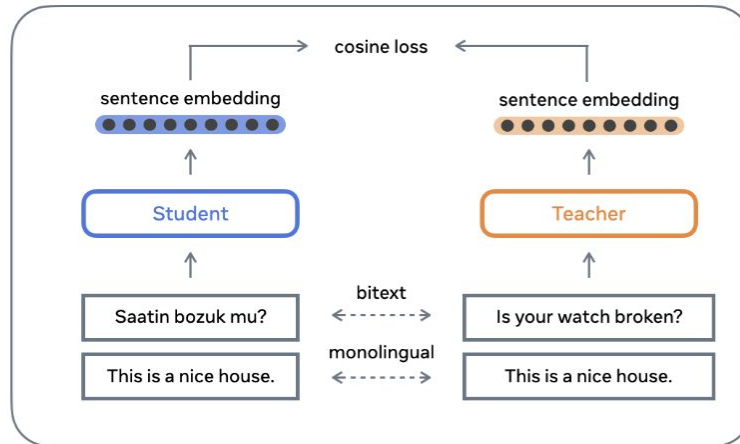 cosine loss
sentence embedding
sentence embedding
Student
Teacher
bitext
Saatin bozuk mu?
Is your watch broken?
monolingual
This is a nice house.
This is a nice house.